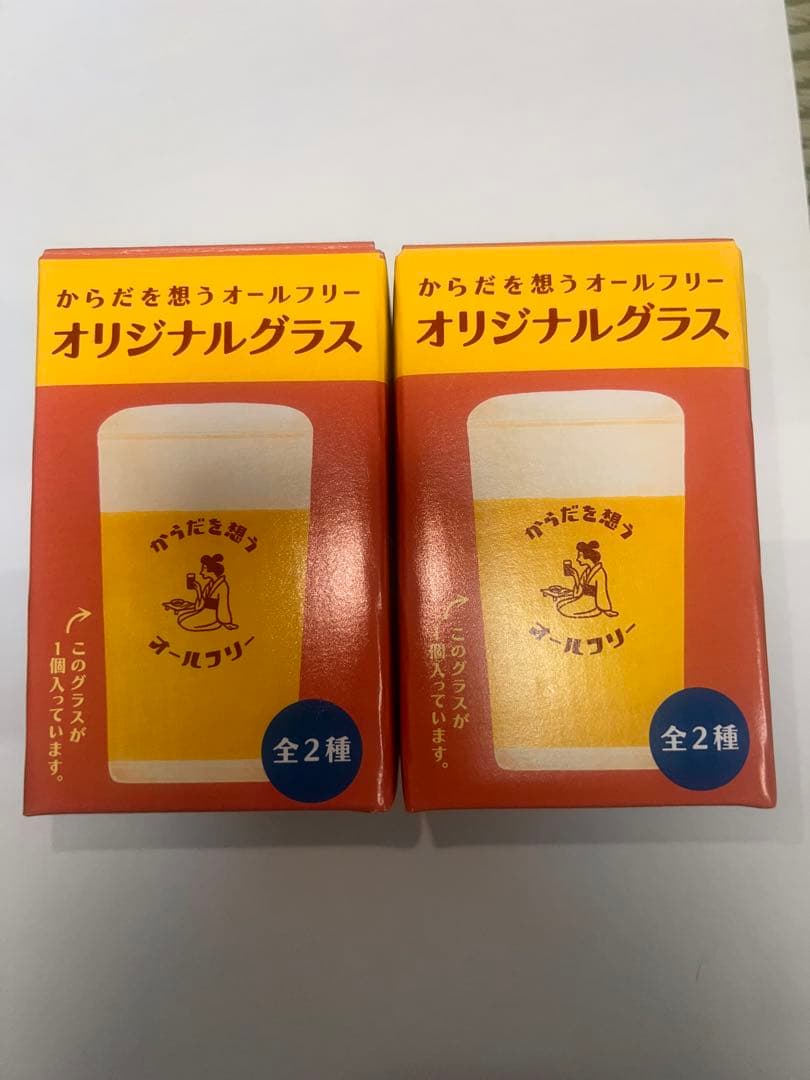 からだを想うオールフリー
オリジナルグラス
からだを想う
オールフリー
このグラスが
1個入っています。
全2種
からだを想うオールフリー
オリジナルグラス
からだを想う
オールフリー
このグラスが
1個入っています。
全2種